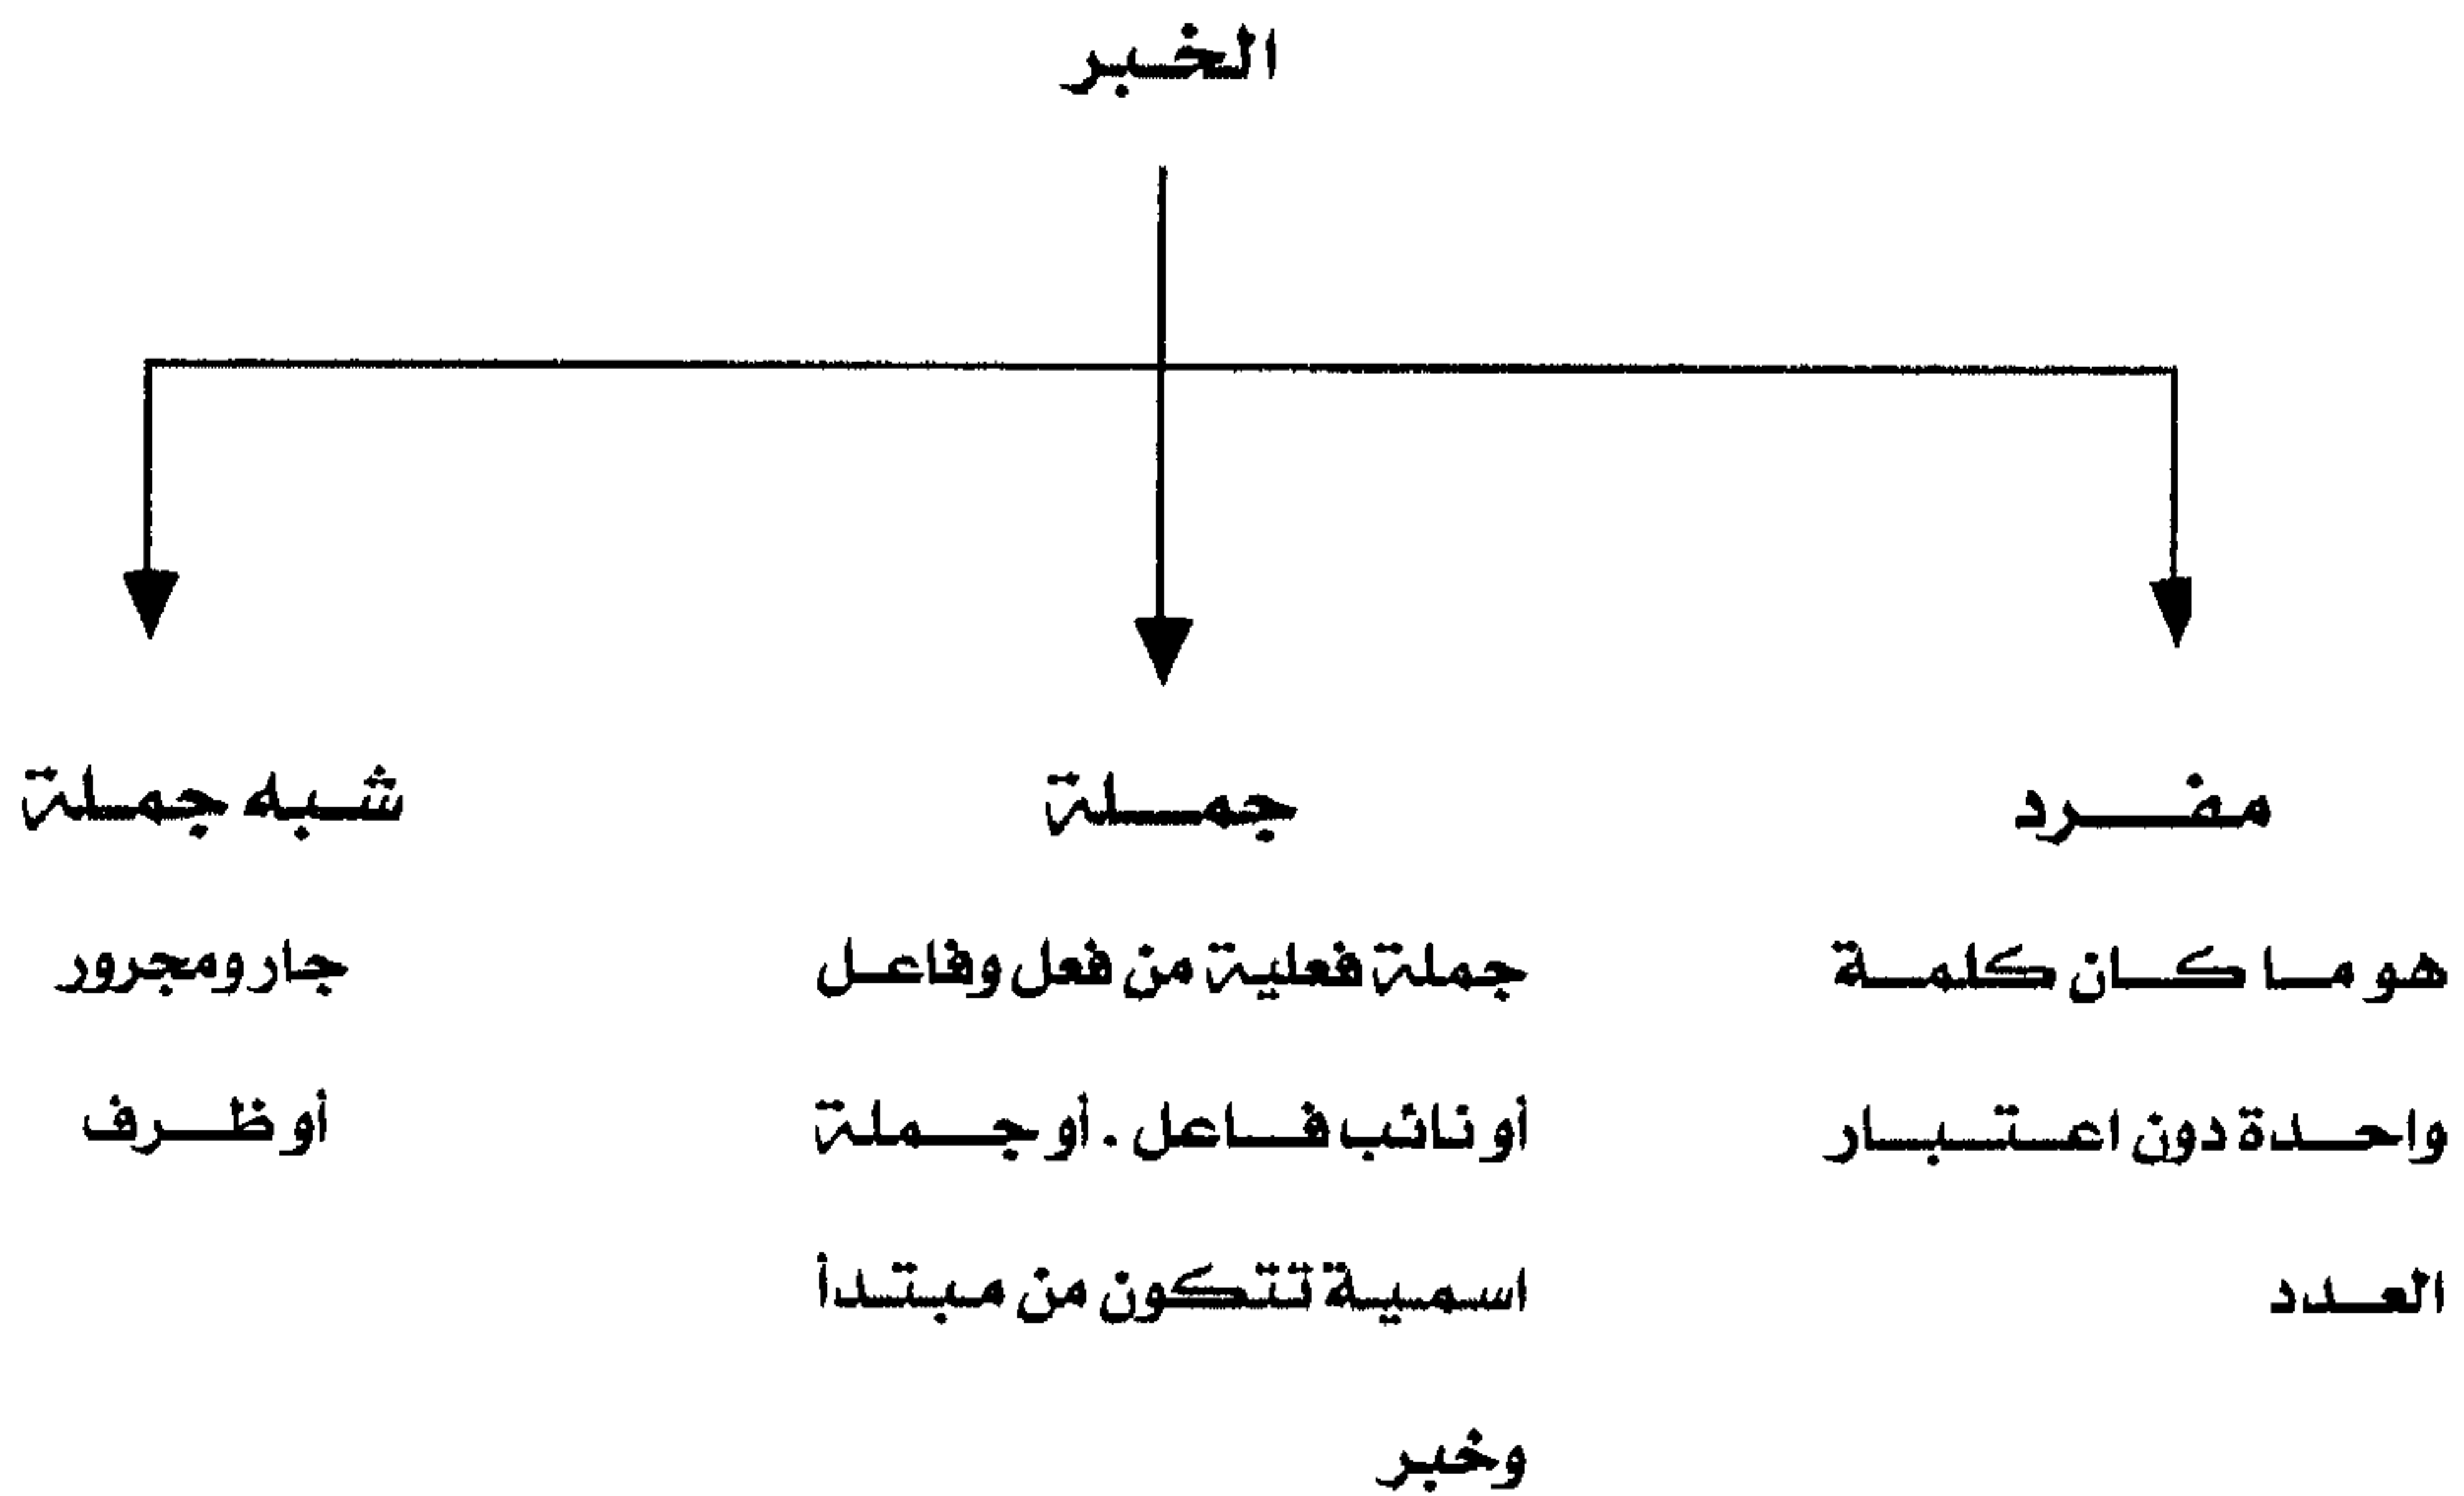 الخبر
مفرد
هو ما كان كلمة
واحدة دون اعتبار
العدد
جملة
جملة فعلية من فعل وفاعل
أو نائب فاعل . أو جملة
اسمية تتكون من مبتدأ
وخبر
شبه جملة
جار ومجرور
أو ظرف